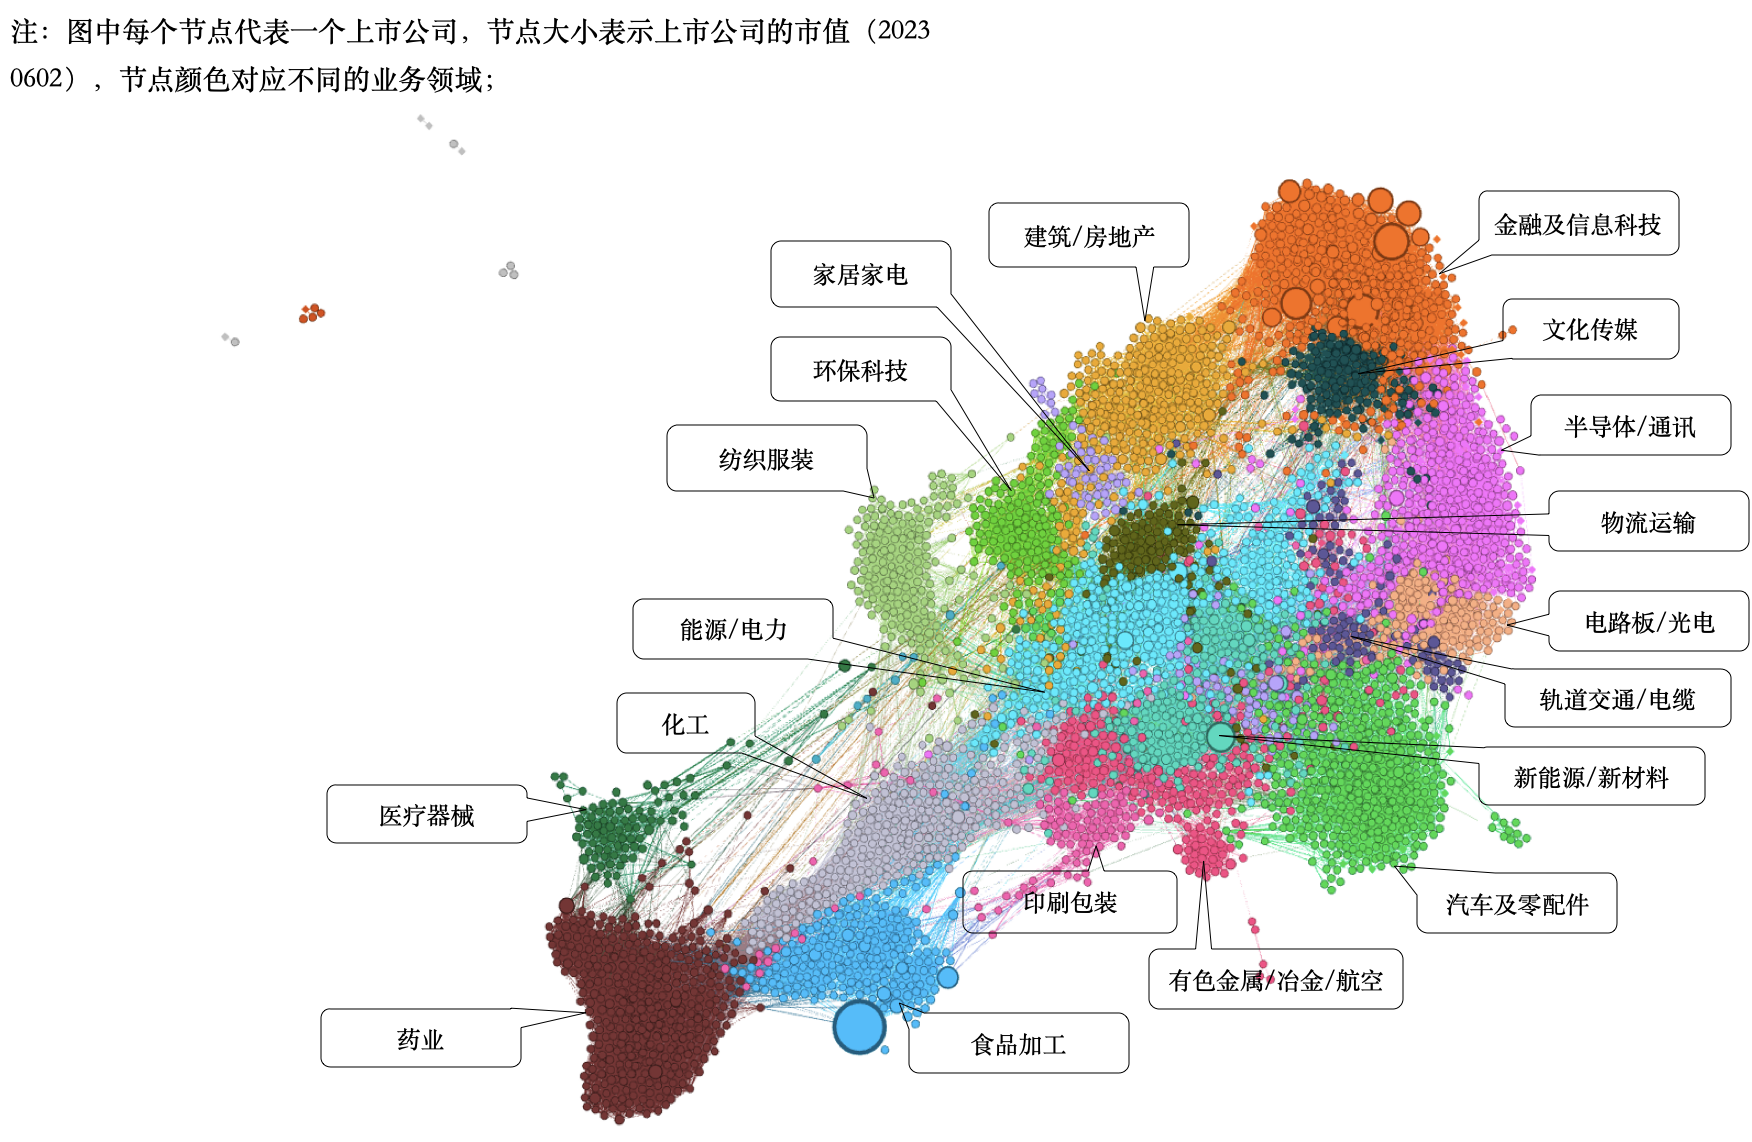 注：图中每个节点代表一个上市公司，节点大小表示上市公司的市值（2023
0602），节点颜色对应不同的业务领域；
金融及信息科技
建筑/房地产
家居家电
文化传媒
环保科技
半导体/通讯
纺织服装
物流运输
电路板/光电
能源/电力
轨道交通/电缆
化工
新能源/新材料
医疗器械
印刷包装
汽车及零配件
有色金属/冶金/航空
药业
食品加工